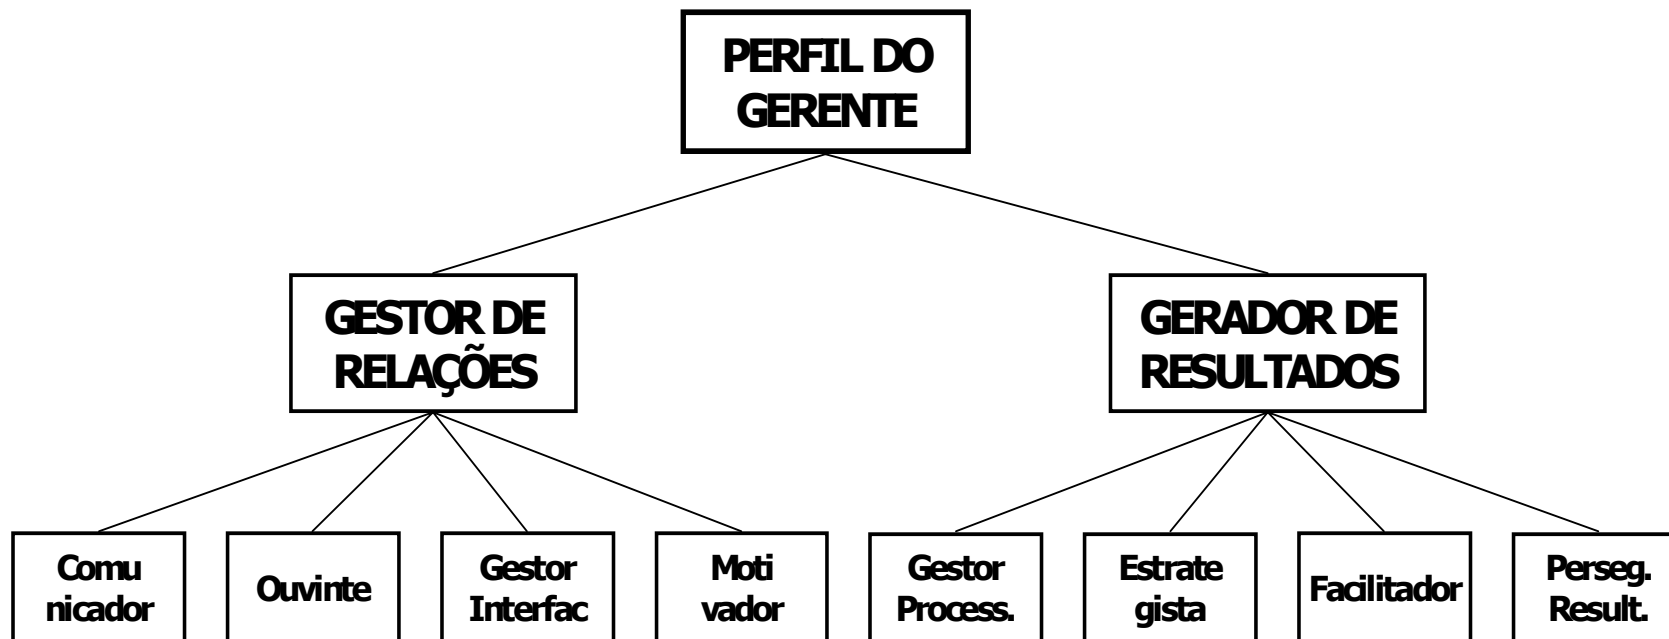 PERFIL DO
GERENTE
GESTOR DE
RELAÇÕES
GERADOR DE
RESULTADOS
Comu
nicador
Ouvinte
Gestor
Interfac
Moti
vador
Gestor
Process.
Estrate
gista
Facilitador
Perseg.
Result.